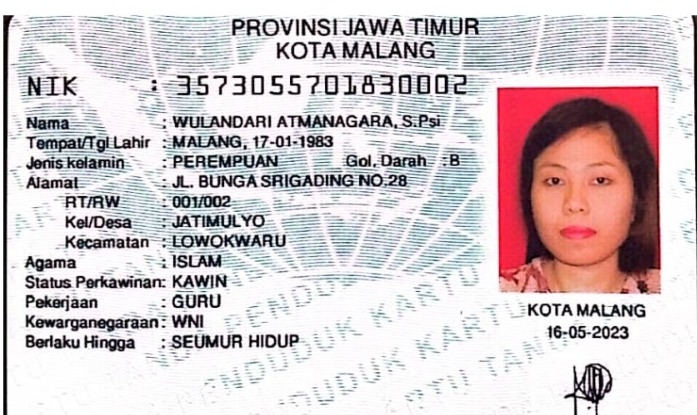 PROVINSI JAWA TIMUR
KOTA MALANG
NIK : 3573055701830002
Nama : WULANDARI ATMANAGARA, S.Psi
Tempat/Tgl Lahir : MALANG, 17-01-1983
Jenis kelamin : PEREMPUAN Gol. Darah : B
Alamat : JL. BUNGA SRIGADING NO.28
RT/RW : 001/002
Kel/Desa : JATIMULYO
Kecamatan : LOWOKWARU
Agama : ISLAM
Status Perkawinan: KAWIN
Pekerjaan : GURU
Kewarganegaraan: WNI
Berlaku Hingga : SEUMUR HIDUP
KOTA MALANG
16-05-2023